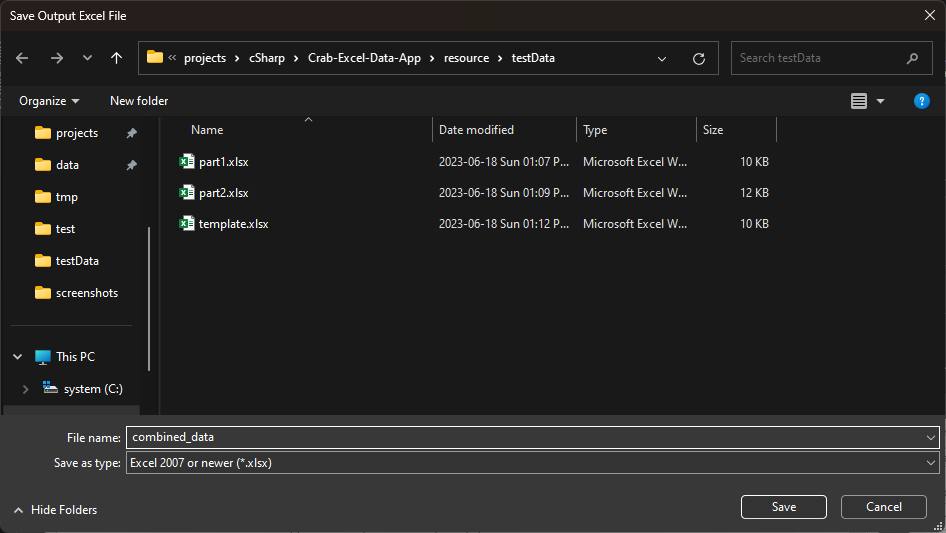 Save Output Excel File
« projects › cSharp › Crab-Excel-Data-App › resource › testData
Search testData
Organize New folder
?
Name Date modified Type Size
projects
data
tmp
test
testData
screenshots
This PC
system (C:)
part1.xlsx 2023-06-18 Sun 01:07 P... Microsoft Excel W... 10 KB
part2.xlsx 2023-06-18 Sun 01:09 P... Microsoft Excel W... 12 KB
template.xlsx 2023-06-18 Sun 01:12 P... Microsoft Excel W... 10 KB
File name: combined_data
Save as type: Excel 2007 or newer (*.xlsx)
Hide Folders
Save Cancel